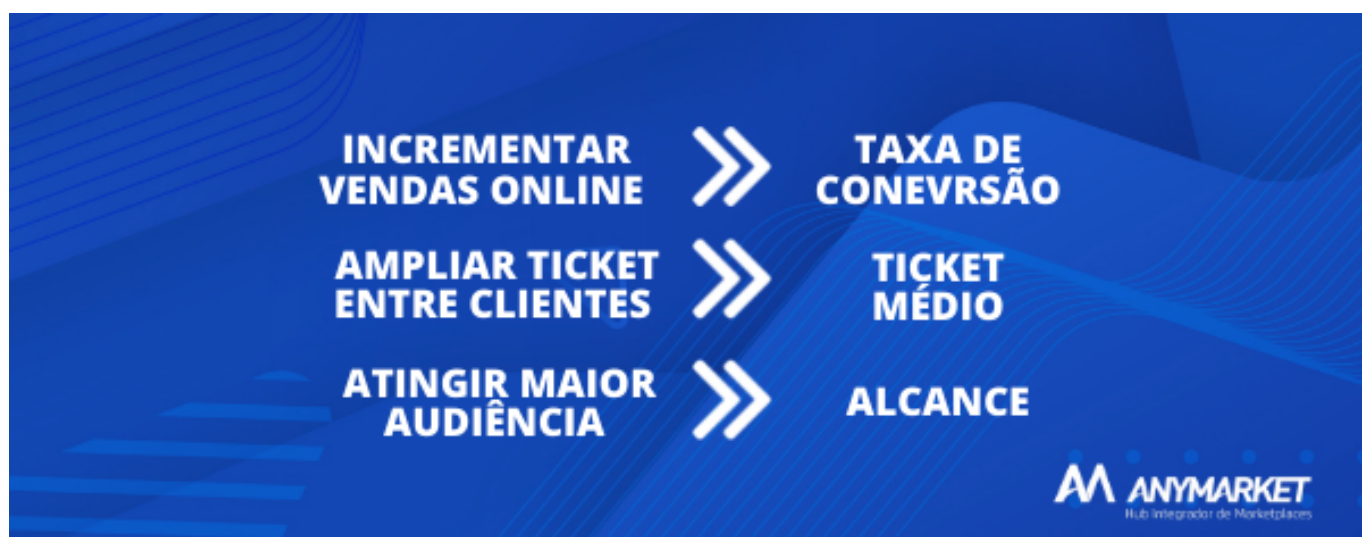 INCREMENTAR
VENDAS ONLINE
TAXA DE
CONEVRSÃO
AMPLIAR TICKET
ENTRE CLIENTES
TICKET
MÉDIO
ATINGIR MAIOR
AUDIÊNCIA
ALCANCE
ANYMARKET
Hub Integrador de Marketplaces